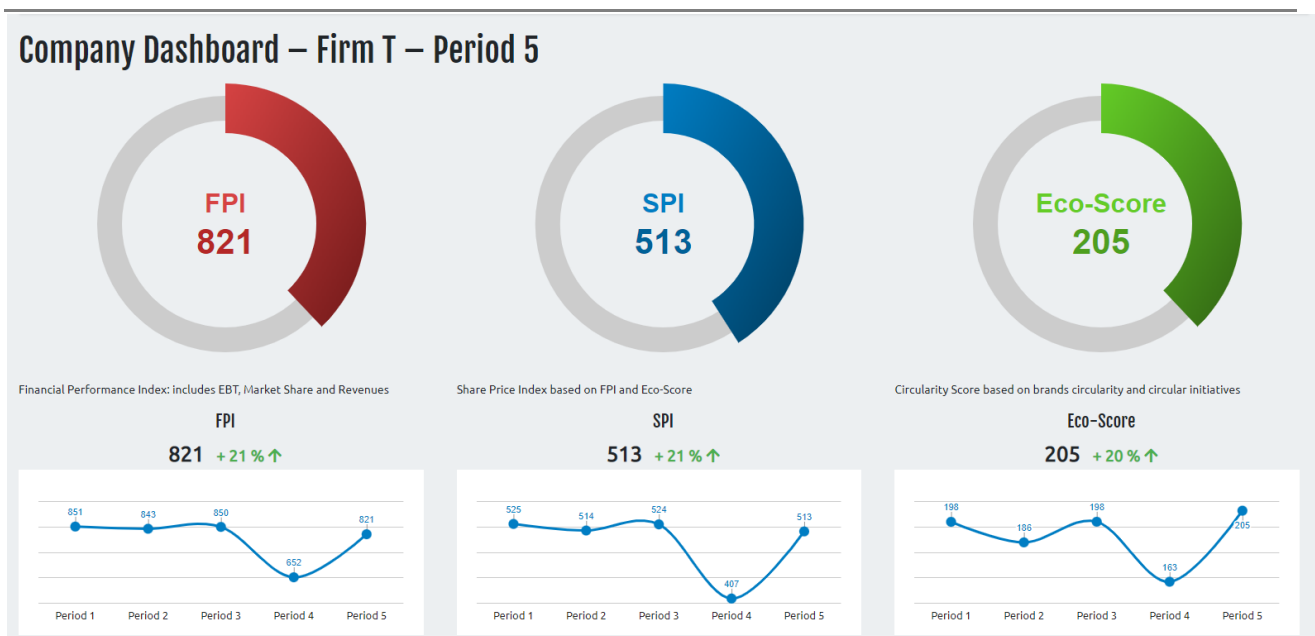 Company Dashboard – Firm T – Period 5
FPI
821
SPI
513
Eco-Score
205
Financial Performance Index: includes EBT, Market Share and Revenues
Share Price Index based on FPI and Eco-Score
Circularity Score based on brands circularity and circular initiatives
FPI
821 + 21 % ↑
851
843
850
652
821
Period 1 Period 2 Period 3 Period 4 Period 5
SPI
513 + 21 % ↑
525
514
524
407
513
Period 1 Period 2 Period 3 Period 4 Period 5
Eco-Score
205 + 20 % ↑
198
186
198
163
205
Period 1 Period 2 Period 3 Period 4 Period 5